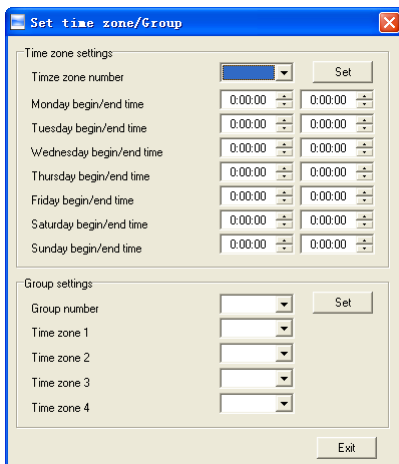 Set time zone/Group
Time zone settings
Timze zone number Set
Monday begin/end time 0:00:00 0:00:00
Tuesday begin/end time 0:00:00 0:00:00
Wednesday begin/end time 0:00:00 0:00:00
Thursday begin/end time 0:00:00 0:00:00
Friday begin/end time 0:00:00 0:00:00
Saturday begin/end time 0:00:00 0:00:00
Sunday begin/end time 0:00:00 0:00:00
Group settings
Group number Set
Time zone 1
Time zone 2
Time zone 3
Time zone 4
Exit